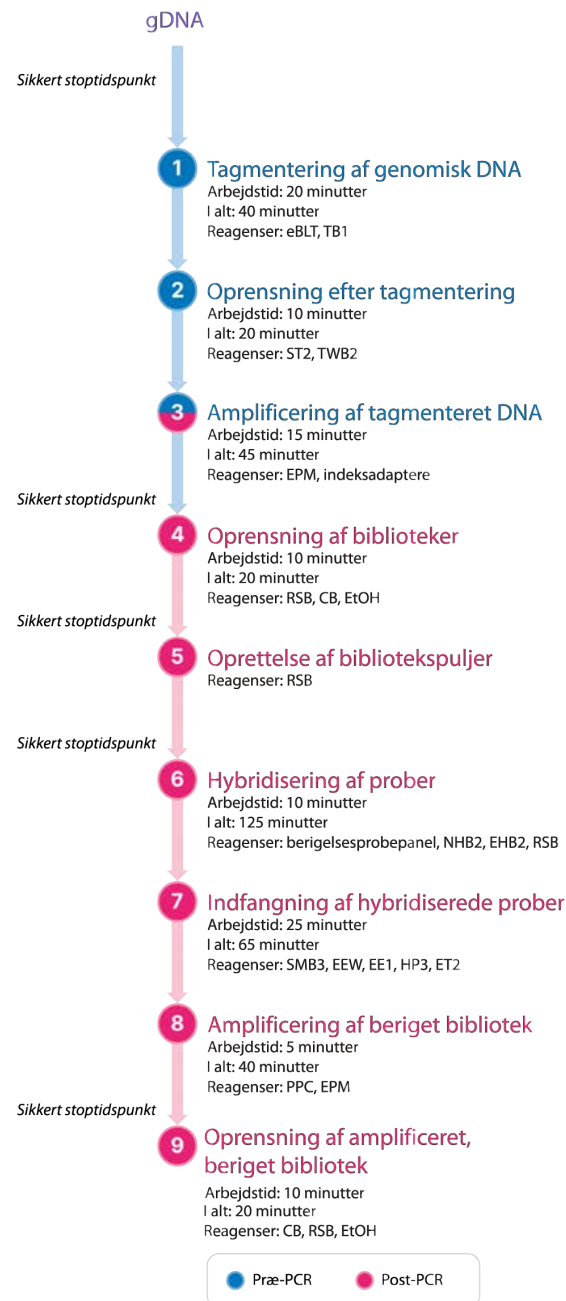 gDNA
Sikkert stoptidspunkt
1
Tagmentering af genomisk DNA
Arbejdstid: 20 minutter
I alt: 40 minutter
Reagenser: eBLT, TB1
2
Oprensning efter tagmentering
Arbejdstid: 10 minutter
I alt: 20 minutter
Reagenser: ST2, TWB2
3
Amplificering af tagmenteret DNA
Arbejdstid: 15 minutter
I alt: 45 minutter
Reagenser: EPM, indeksadaptere
Sikkert stoptidspunkt
4
Oprensning af biblioteker
Arbejdstid: 10 minutter
I alt: 20 minutter
Reagenser: RSB, CB, EtOH
Sikkert stoptidspunkt
5
Oprettelse af bibliotekspuljer
Reagenser: RSB
Sikkert stoptidspunkt
6
Hybridisering af prober
Arbejdstid: 10 minutter
I alt: 125 minutter
Reagenser: berigelsesprobepanel, NHB2, EHB2, RSB
7
Indfangning af hybridiserede prober
Arbejdstid: 25 minutter
I alt: 65 minutter
Reagenser: SMB3, EEW, EE1, HP3, ET2
8
Amplificering af beriget bibliotek
Arbejdstid: 5 minutter
I alt: 40 minutter
Reagenser: PPC, EPM
Sikkert stoptidspunkt
9
Oprensning af amplificeret,
beriget bibliotek
Arbejdstid: 10 minutter
I alt: 20 minutter
Reagenser: CB, RSB, EtOH
Præ-PCR
Post-PCR